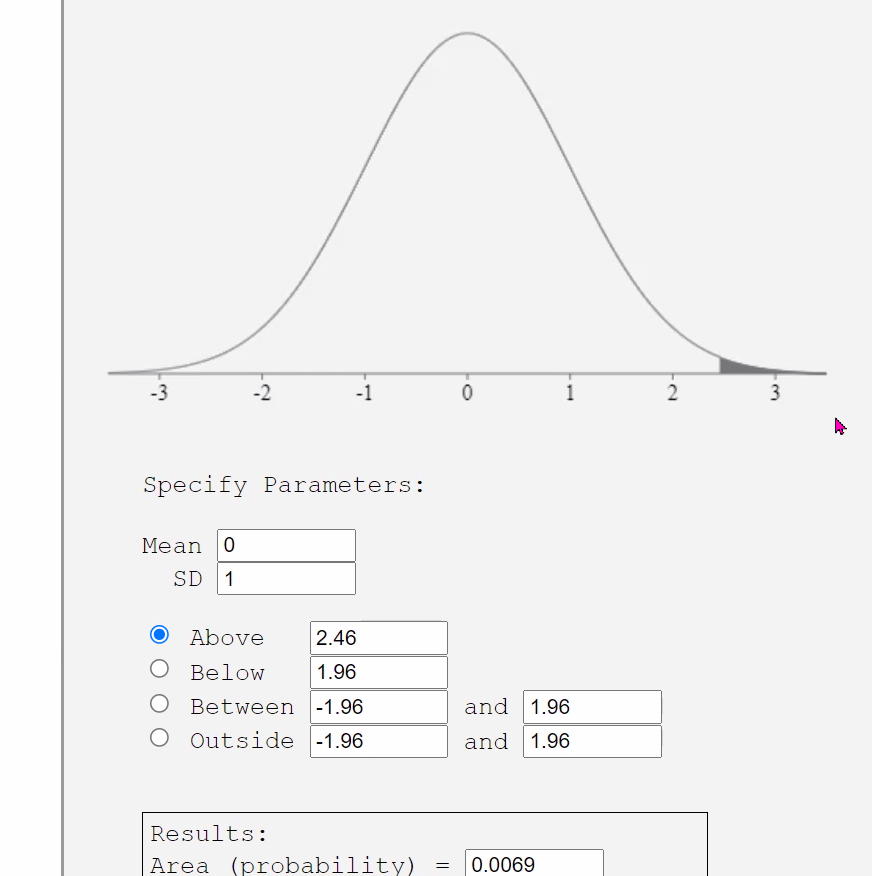 -3 -2 -1 0 1 2 3
Specify Parameters:
Mean 0
SD 1
Above 2.46
Below 1.96
Between -1.96 and 1.96
Outside -1.96 and 1.96
Results:
Area (probability) = 0.0069